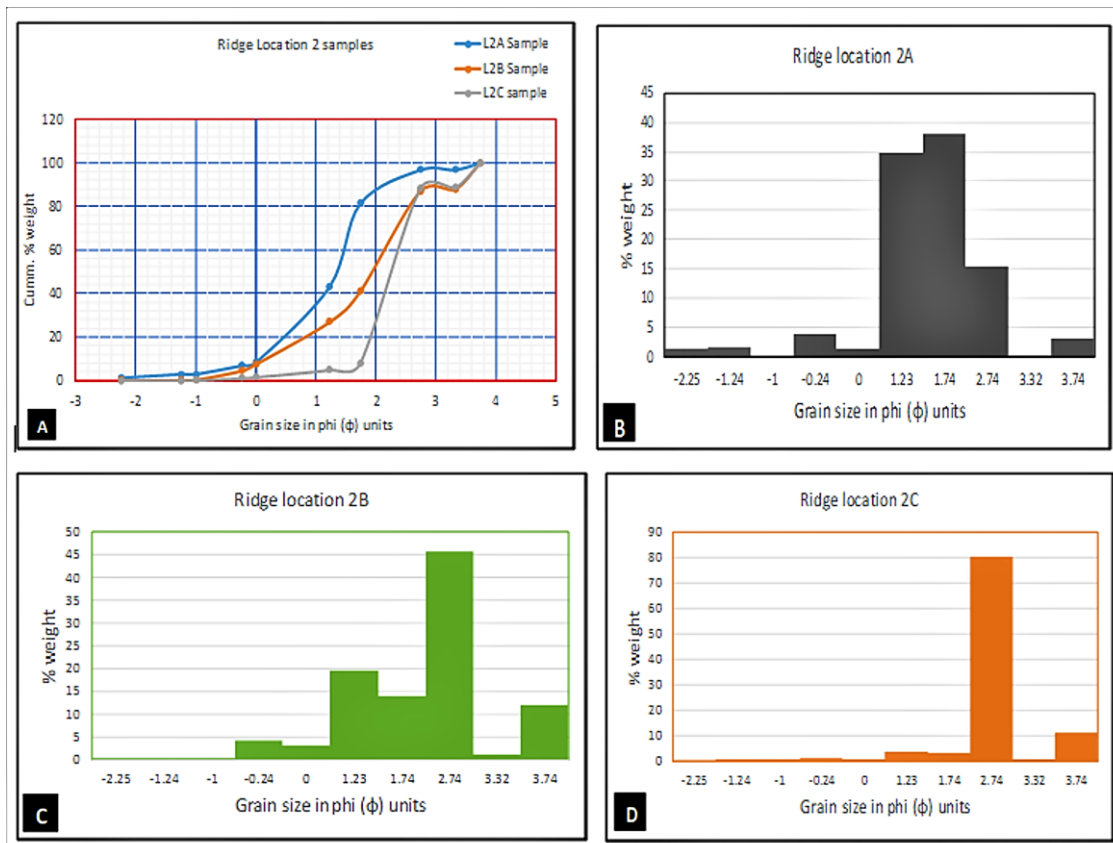 Ridge Location 2 samples
L2A Sample
L2B Sample
L2C sample
Cumm. % weight
120
100
80
60
40
20
0
-3 -2 -1 0 1 2 3 4 5
Grain size in phi (ϕ) units
A
Ridge location 2A
% weight
45
40
35
30
25
20
15
10
5
0
-2.25 -1.24 -1 -0.24 0 1.23 1.74 2.74 3.32 3.74
Grain size in phi (ϕ) units
B
Ridge location 2B
% weight
50
45
40
35
30
25
20
15
10
5
0
-2.25 -1.24 -1 -0.24 0 1.23 1.74 2.74 3.32 3.74
Grain size in phi (ϕ) units
C
Ridge location 2C
% weight
90
80
70
60
50
40
30
20
10
0
-2.25 -1.24 -1 -0.24 0 1.23 1.74 2.74 3.32 3.74
Grain size in phi (ϕ) units
D